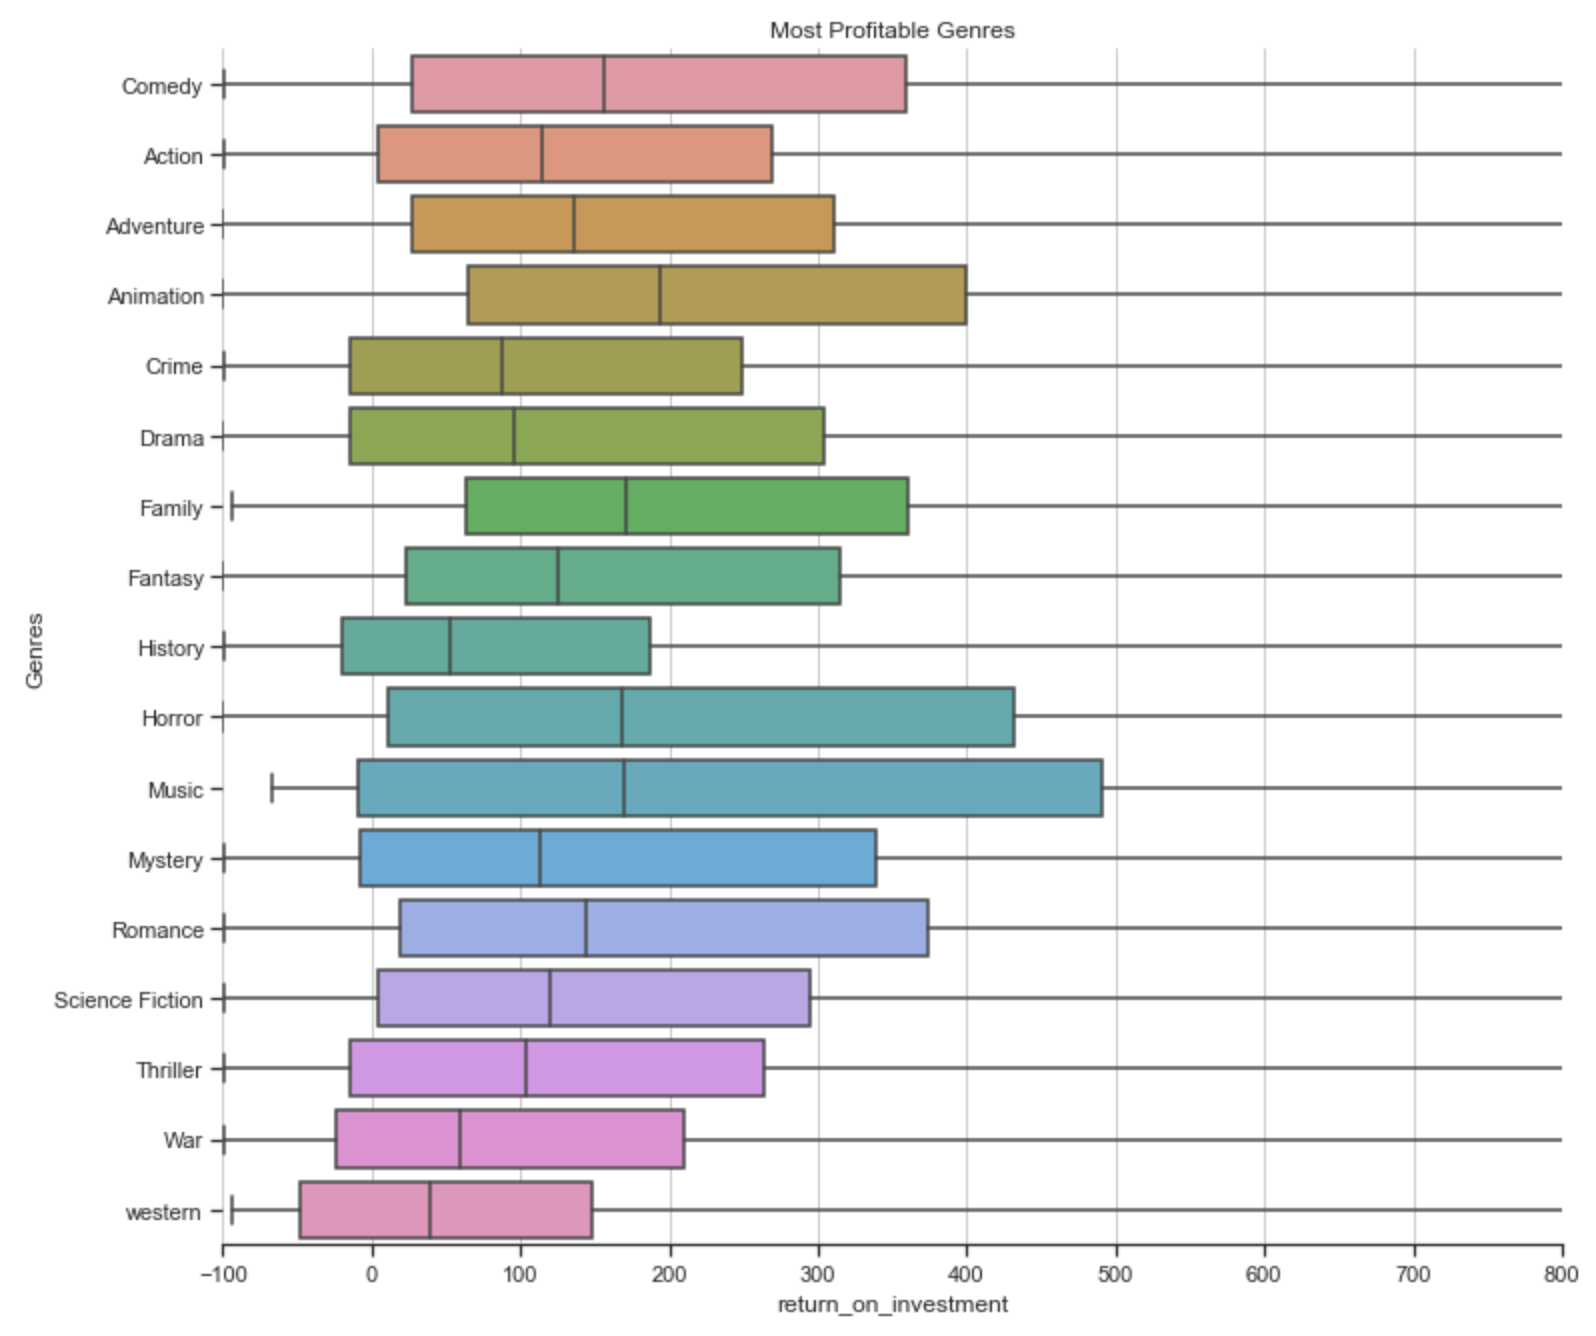 Most Profitable Genres
Comedy
Action
Adventure
Animation
Crime
Drama
Family
Fantasy
History
Horror
Music
Mystery
Romance
Science Fiction
Thriller
War
western
Genres
−100 0 100 200 300 400 500 600 700 800
return_on_investment